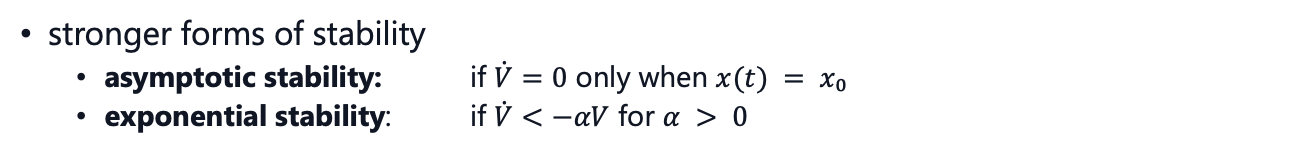 • stronger forms of stability
• asymptotic stability: if V̇ = 0 only when x(t) = x₀
• exponential stability: if V̇ < −αV for α > 0